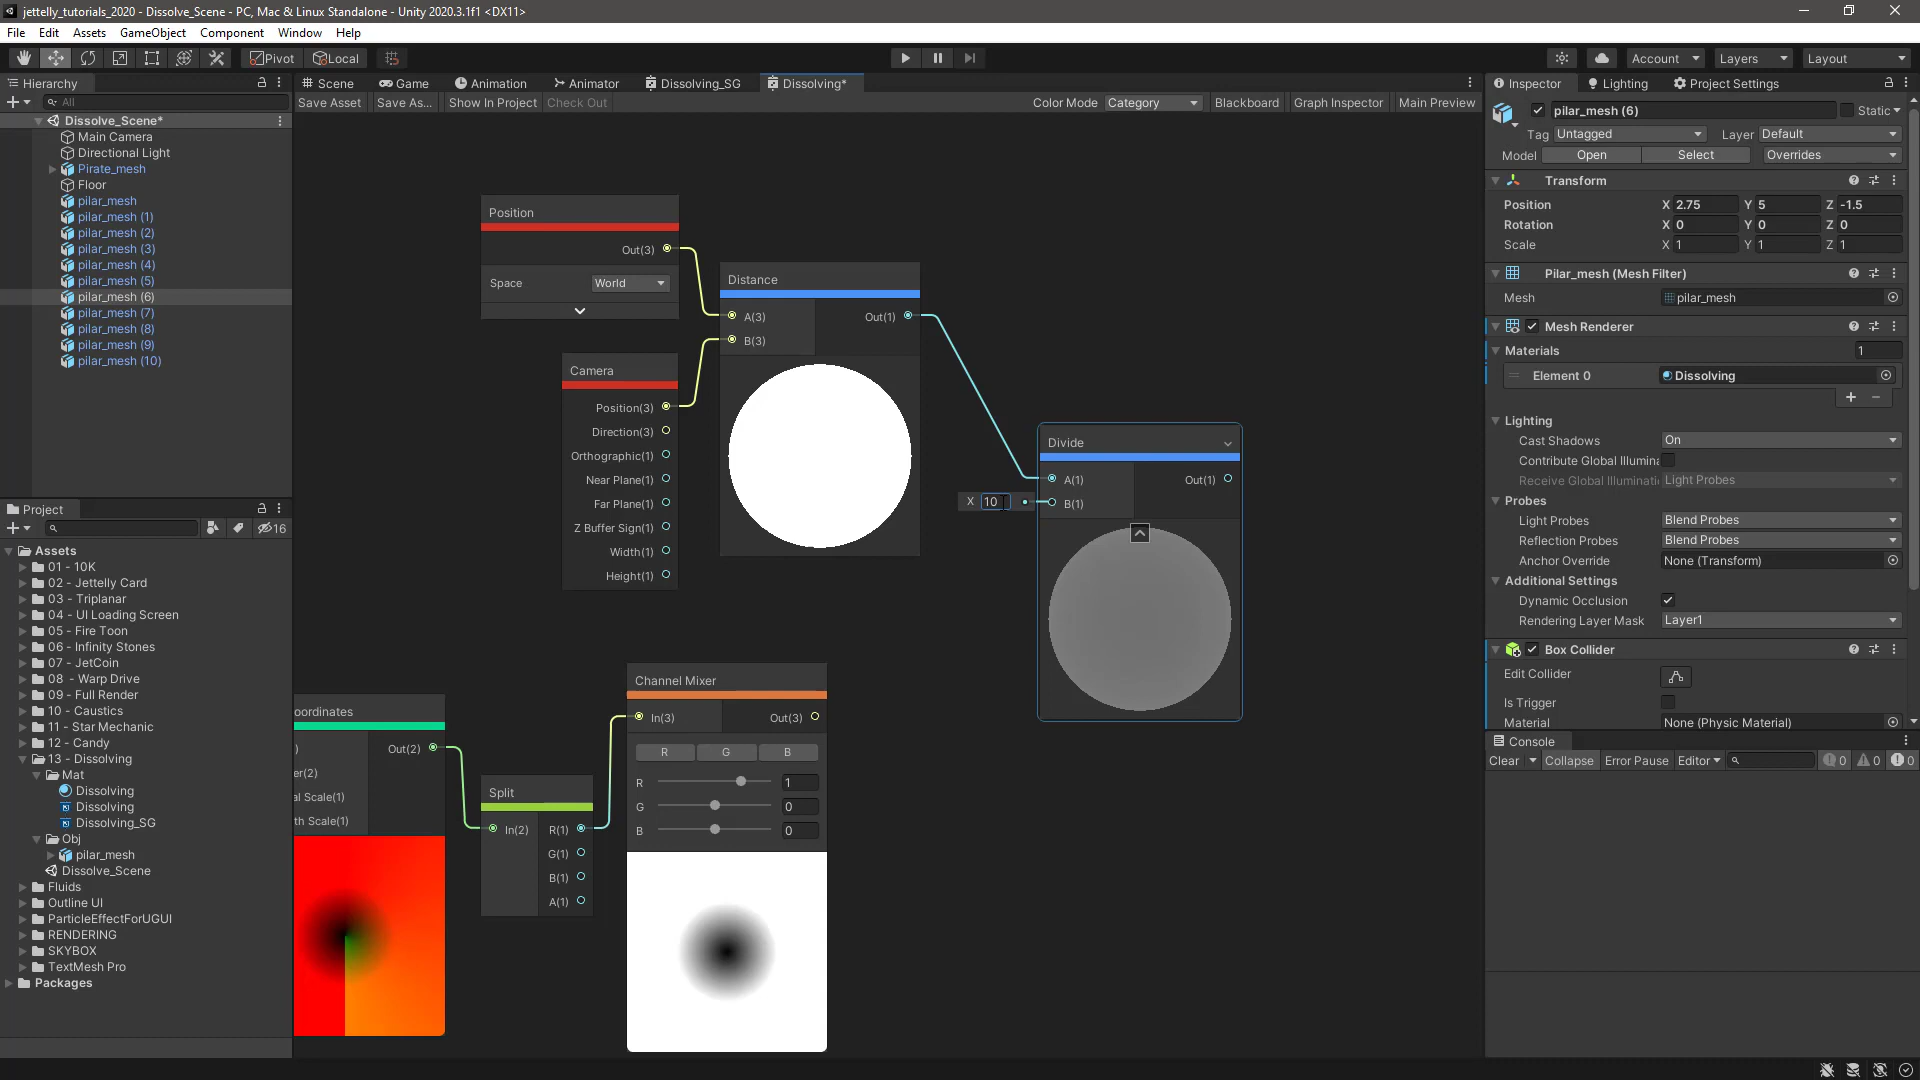 jettelly_tutorials_2020 - Dissolve_Scene - PC, Mac & Linux Standalone - Unity 2020.3.1f1 <DX11>
File Edit Assets GameObject Component Window Help
Pivot Local Account Layers Layout
Hierarchy
All
Dissolve_Scene*
Main Camera
Directional Light
Pirate_mesh
Floor
pilar_mesh
pilar_mesh (1)
pilar_mesh (2)
pilar_mesh (3)
pilar_mesh (4)
pilar_mesh (5)
pilar_mesh (6)
pilar_mesh (7)
pilar_mesh (8)
pilar_mesh (9)
pilar_mesh (10)
Project
16
Assets
01 - 10K
02 - Jettelly Card
03 - Triplanar
04 - UI Loading Screen
05 - Fire Toon
06 - Infinity Stones
07 - JetCoin
08 - Warp Drive
09 - Full Render
10 - Caustics
11 - Star Mechanic
12 - Candy
13 - Dissolving
Mat
Dissolving
Dissolving
Dissolving_SG
Obj
pilar_mesh
Dissolve_Scene
Fluids
Outline UI
ParticleEffectForUGUI
RENDERING
SKYBOX
TextMesh Pro
Packages
Scene Game Animation Animator Dissolving_SG Dissolving*
Save Asset Save As... Show In Project Check Out Color Mode Category Blackboard Graph Inspector Main Preview
Position
Out(3)
Space World
Camera
Position(3)
Direction(3)
Orthographic(1)
Near Plane(1)
Far Plane(1)
Z Buffer Sign(1)
Width(1)
Height(1)
Distance
A(3) Out(1)
B(3)
Divide
A(1) Out(1)
X 10 B(1)
oordinates
) Out(2)
er(2)
al Scale(1)
th Scale(1)
Split
In(2) R(1)
G(1)
B(1)
A(1)
Channel Mixer
In(3) Out(3)
R G B
R 1
G 0
B 0
Inspector Lighting Project Settings
pilar_mesh (6) Static
Tag Untagged Layer Default
Model Open Select Overrides
Transform
Position X 2.75 Y 5 Z -1.5
Rotation X 0 Y 0 Z 0
Scale X 1 Y 1 Z 1
Pilar_mesh (Mesh Filter)
Mesh pilar_mesh
Mesh Renderer
Materials 1
Element 0 Dissolving
Lighting
Cast Shadows On
Contribute Global Illumina
Receive Global Illuminati Light Probes
Probes
Light Probes Blend Probes
Reflection Probes Blend Probes
Anchor Override None (Transform)
Additional Settings
Dynamic Occlusion
Rendering Layer Mask Layer1
Box Collider
Edit Collider
Is Trigger
Material None (Physic Material)
Console
Clear Collapse Error Pause Editor 0 0 0